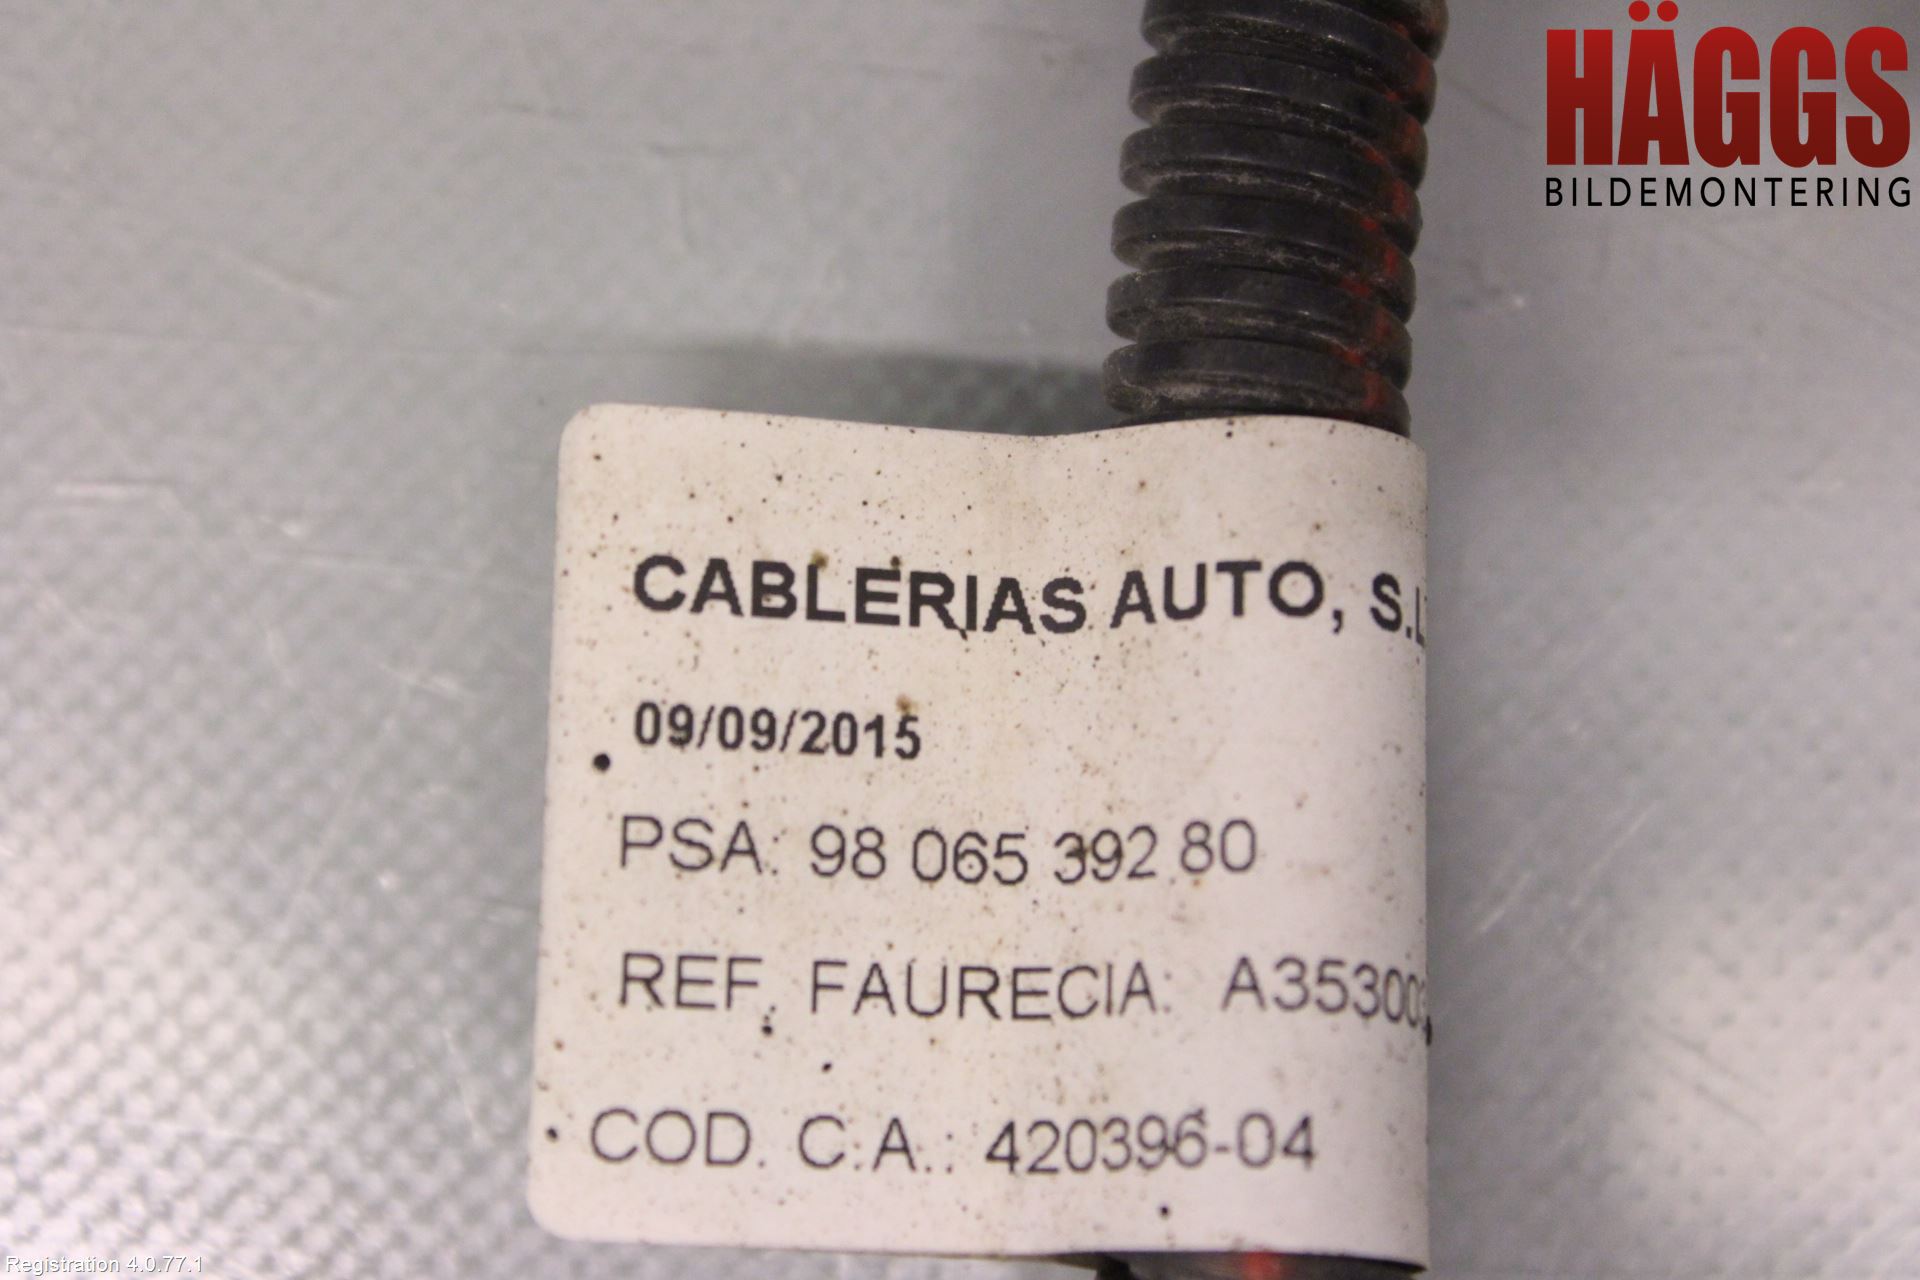 HÄGGS
BILDEMONTERING
CABLERIAS AUTO, S.L
09/09/2015
PSA: 98 065 392 80
REF. FAURECIA: A353003
COD. C.A.: 420396-04
Registration 4.0.77.1